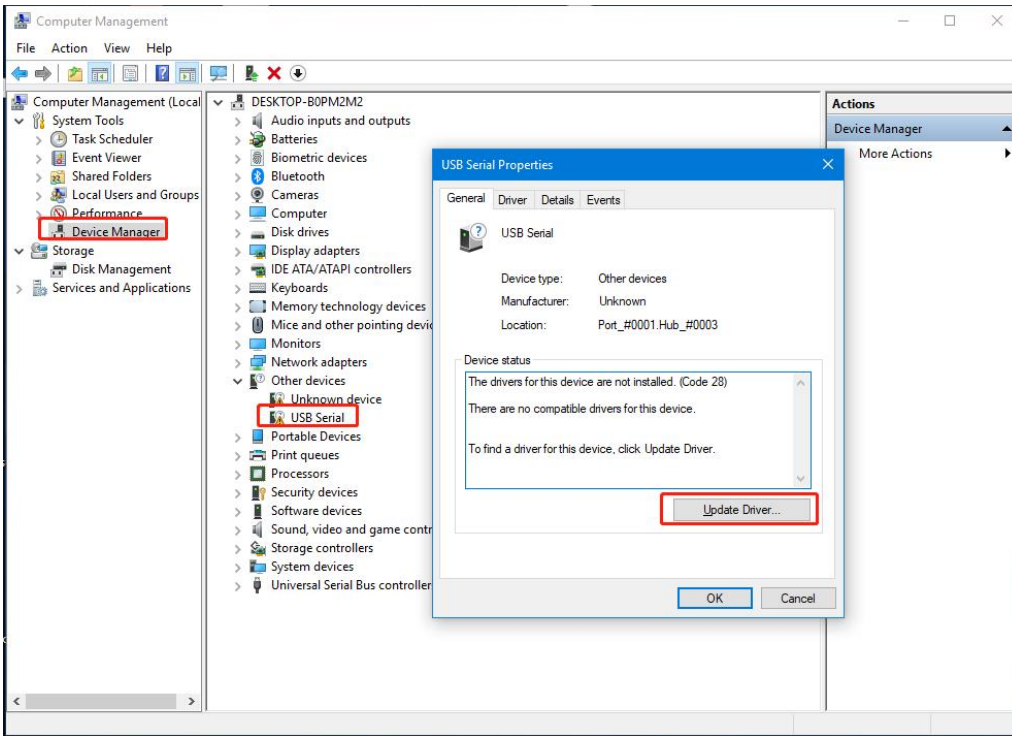 Computer Management
File Action View Help
Computer Management (Local
System Tools
Task Scheduler
Event Viewer
Shared Folders
Local Users and Groups
Performance
Device Manager
Storage
Disk Management
Services and Applications
DESKTOP-B0PM2M2
Audio inputs and outputs
Batteries
Biometric devices
Bluetooth
Cameras
Computer
Disk drives
Display adapters
IDE ATA/ATAPI controllers
Keyboards
Memory technology devices
Mice and other pointing devic
Monitors
Network adapters
Other devices
Unknown device
USB Serial
Portable Devices
Print queues
Processors
Security devices
Software devices
Sound, video and game contr
Storage controllers
System devices
Universal Serial Bus controller
USB Serial Properties
General Driver Details Events
USB Serial
Device type: Other devices
Manufacturer: Unknown
Location: Port_#0001.Hub_#0003
Device status
The drivers for this device are not installed. (Code 28)
There are no compatible drivers for this device.
To find a driver for this device, click Update Driver.
Update Driver...
OK Cancel
Actions
Device Manager
More Actions